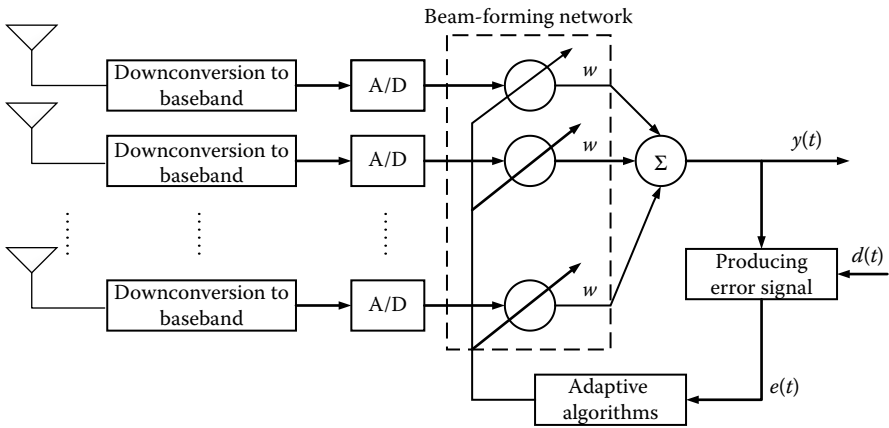 Beam-forming network
Downconversion to
baseband
A/D
w
Downconversion to
baseband
A/D
w
Σ
y(t)
d(t)
Producing
error signal
Downconversion to
baseband
A/D
w
Adaptive
algorithms
e(t)